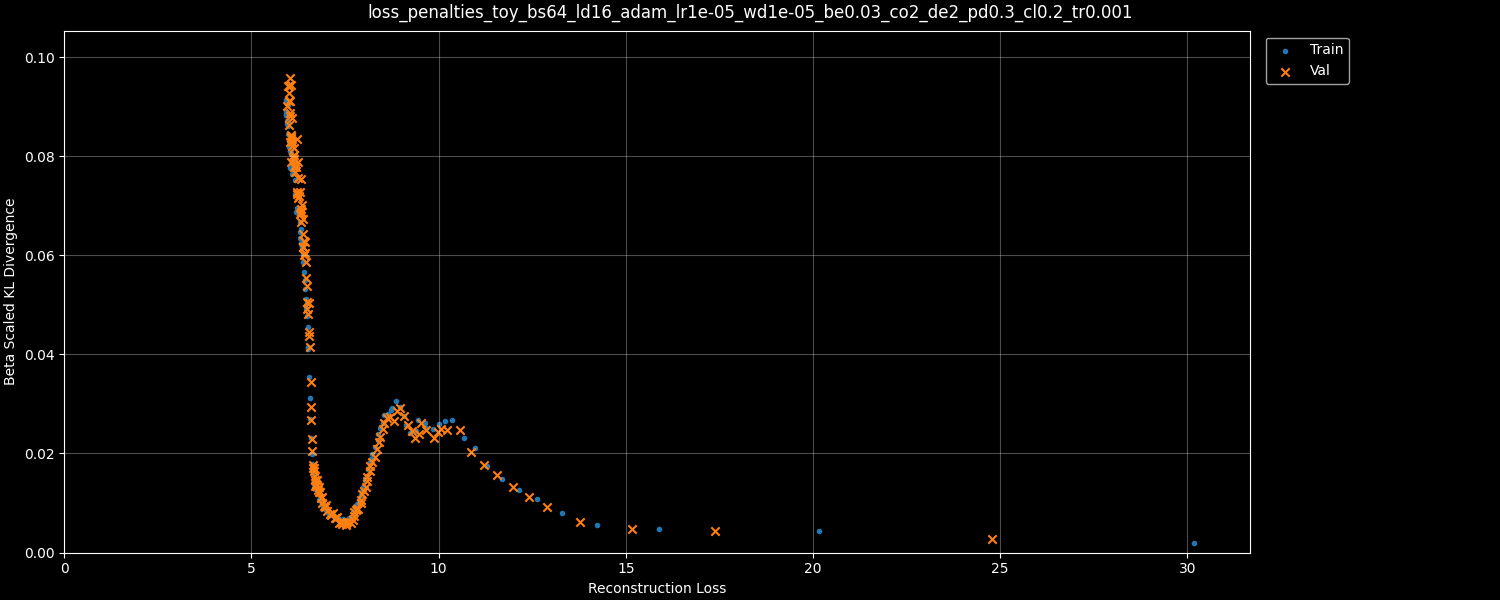 loss_penalties_toy_bs64_ld16_adam_lr1e-05_wd1e-05_be0.03_co2_de2_pd0.3_cl0.2_tr0.001
Train
Val
Beta Scaled KL Divergence
0.10
0.08
0.06
0.04
0.02
0.00
0
5
10
15
20
25
30
Reconstruction Loss